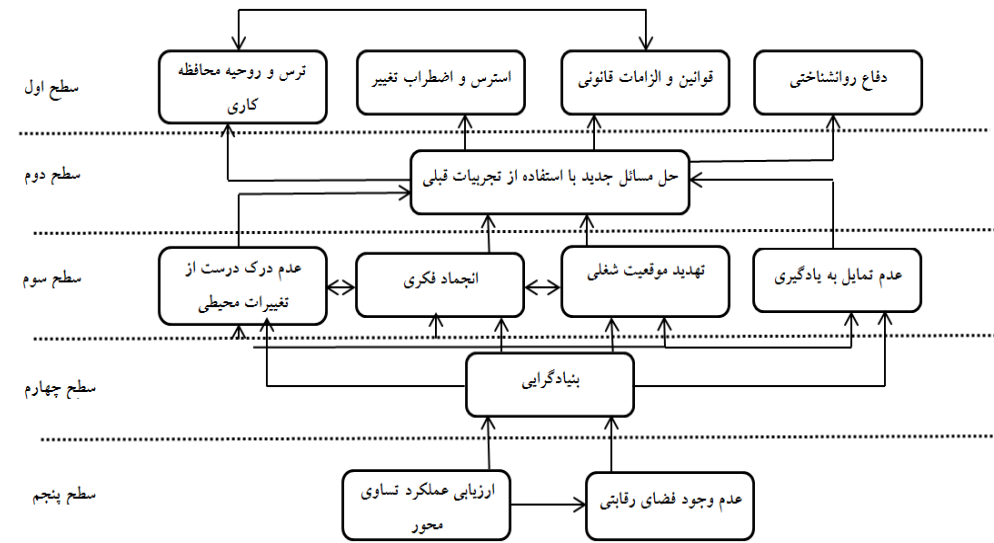 سطح اول
ترس و روحیه محافظه
کاری
استرس و اضطراب تغییر
قوانین و الزامات قانونی
دفاع روانشناختی
سطح دوم
حل مسائل جدید با استفاده از تجربیات قبلی
سطح سوم
عدم درک درست از
تغییرات محیطی
انجماد فکری
تهدید موقعیت شغلی
عدم تمایل به یادگیری
سطح چهارم
بنیادگرایی
سطح پنجم
ارزیابی عملکرد تساوی
محور
عدم وجود فضای رقابتی